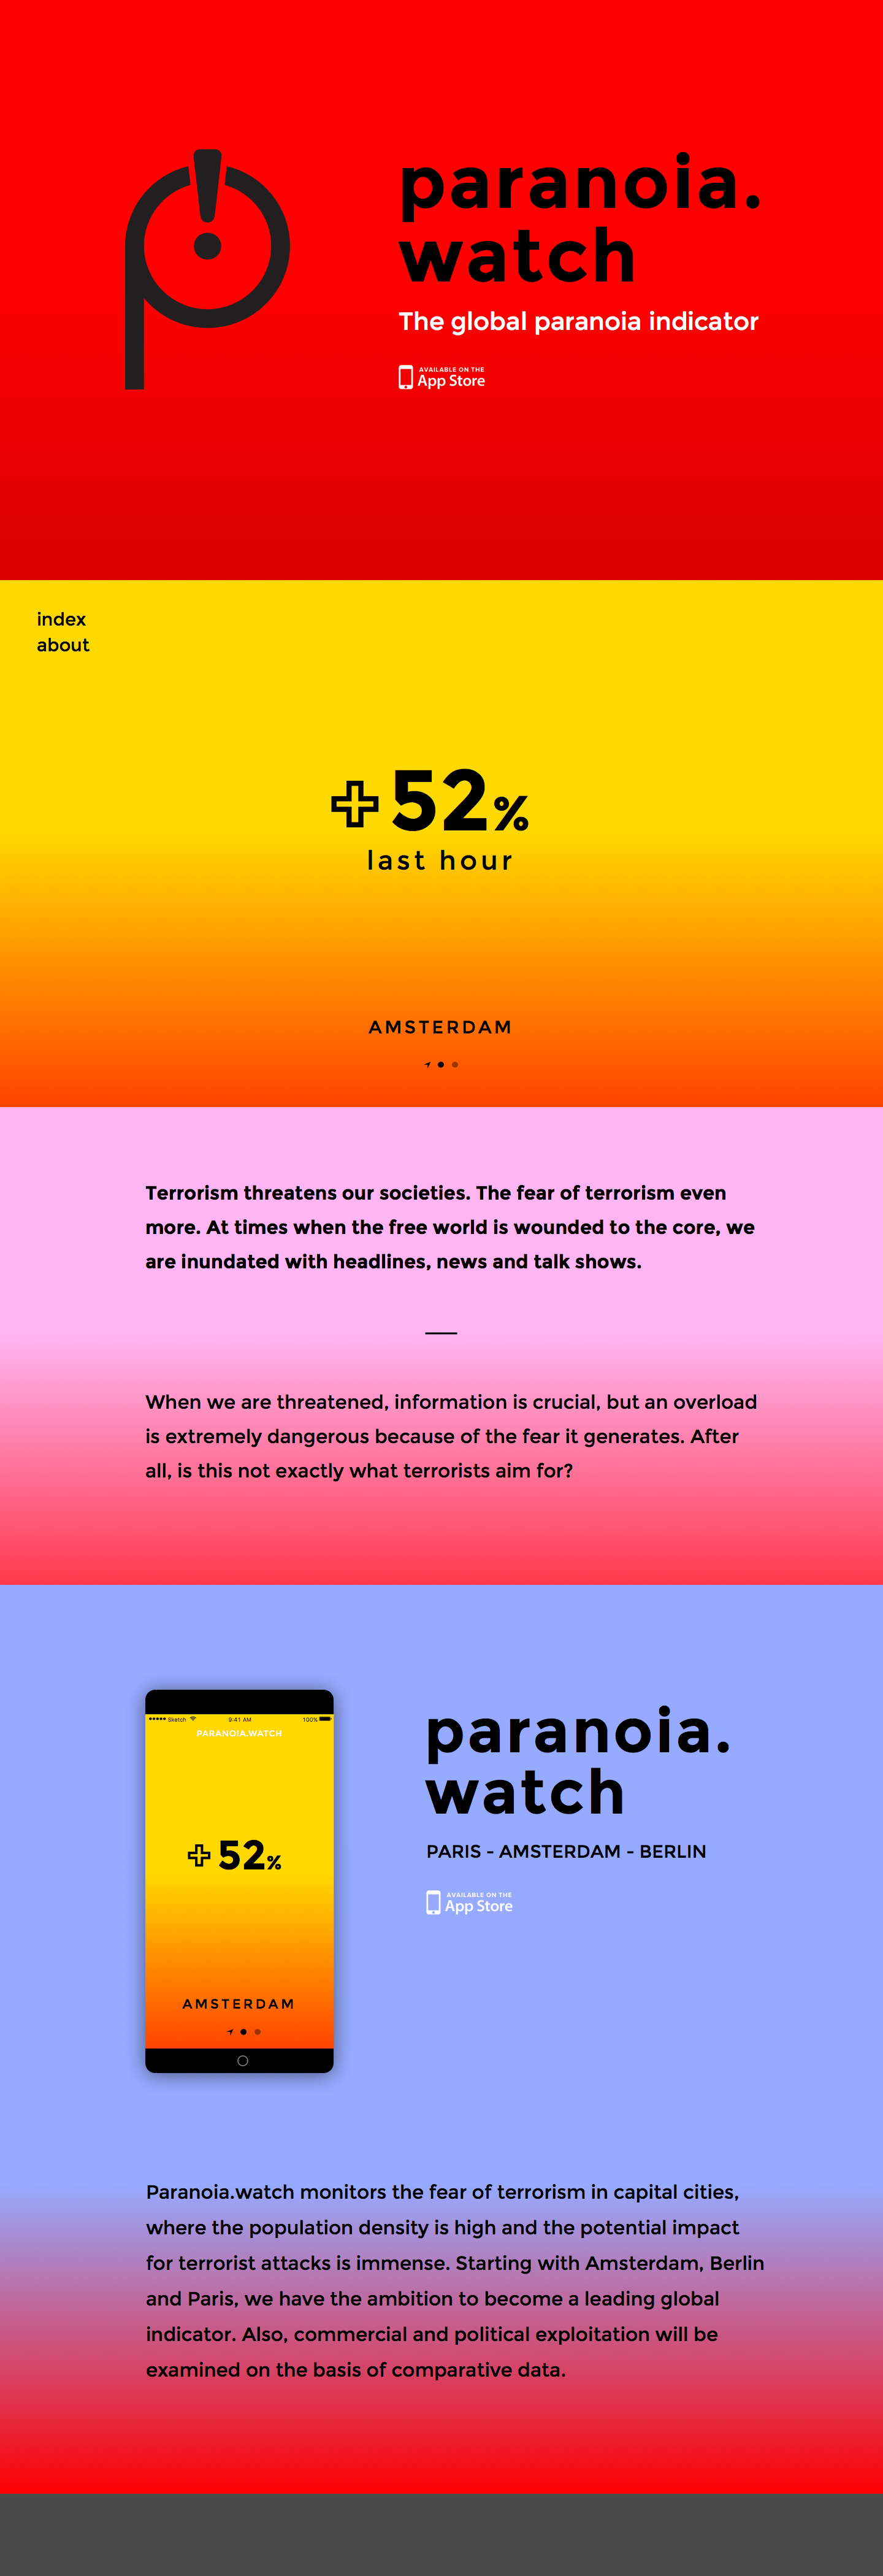 paranoia.
watch
The global paranoia indicator
AVAILABLE ON THE
App Store
index
about
+52%
last hour
AMSTERDAM
Terrorism threatens our societies. The fear of terrorism even
more. At times when the free world is wounded to the core, we
are inundated with headlines, news and talk shows.
When we are threatened, information is crucial, but an overload
is extremely dangerous because of the fear it generates. After
all, is this not exactly what terrorists aim for?
Sketch 9:41 AM 100%
PARANOIA.WATCH
+52%
AMSTERDAM
paranoia.
watch
PARIS - AMSTERDAM - BERLIN
AVAILABLE ON THE
App Store
Paranoia.watch monitors the fear of terrorism in capital cities,
where the population density is high and the potential impact
for terrorist attacks is immense. Starting with Amsterdam, Berlin
and Paris, we have the ambition to become a leading global
indicator. Also, commercial and political exploitation will be
examined on the basis of comparative data.